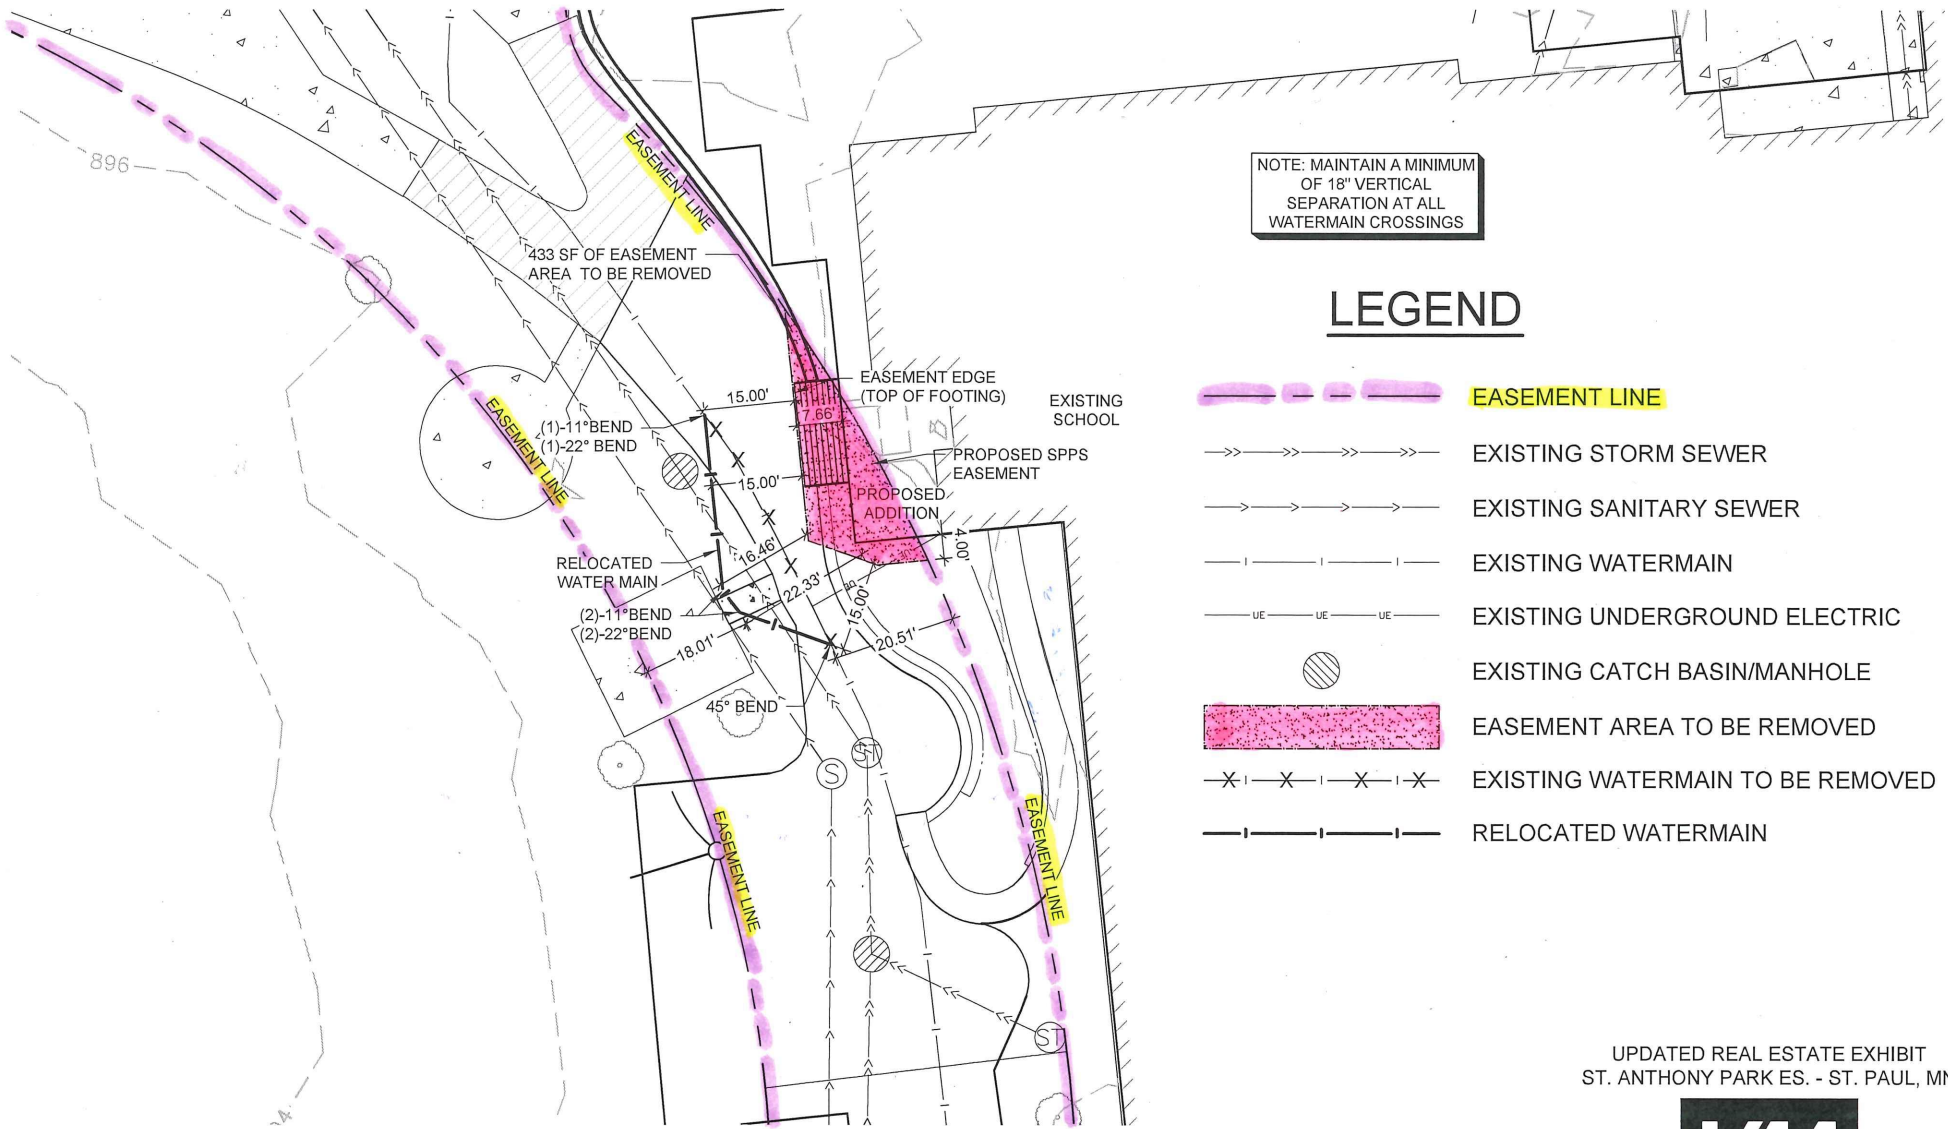 896
EASEMENT LINE
433 SF OF EASEMENT
AREA TO BE REMOVED
NOTE: MAINTAIN A MINIMUM
OF 18" VERTICAL
SEPARATION AT ALL
WATERMAIN CROSSINGS
LEGEND
EASEMENT LINE
EXISTING STORM SEWER
EXISTING SANITARY SEWER
EXISTING WATERMAIN
UE UE UE
EXISTING UNDERGROUND ELECTRIC
EXISTING CATCH BASIN/MANHOLE
EASEMENT AREA TO BE REMOVED
X X X X
EXISTING WATERMAIN TO BE REMOVED
RELOCATED WATERMAIN
EASEMENT EDGE
(TOP OF FOOTING)
EXISTING
SCHOOL
15.00'
7.66'
EASEMENT LINE
(1)-11°BEND
(1)-22° BEND
PROPOSED SPPS
EASEMENT
15.00'
PROPOSED
ADDITION
4.00'
16.46'
RELOCATED
WATER MAIN
22.33'
(2)-11°BEND
(2)-22°BEND
15.00'
18.01'
20.51'
45° BEND
S
ST
EASEMENT LINE
EASEMENT LINE
ST
UPDATED REAL ESTATE EXHIBIT
ST. ANTHONY PARK ES. - ST. PAUL, MN